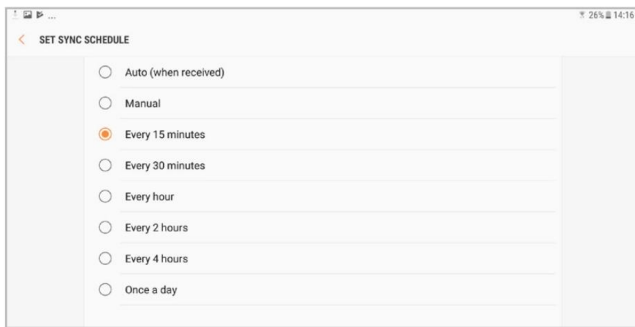 ... 26% 14:16
SET SYNC SCHEDULE
Auto (when received)
Manual
Every 15 minutes
Every 30 minutes
Every hour
Every 2 hours
Every 4 hours
Once a day